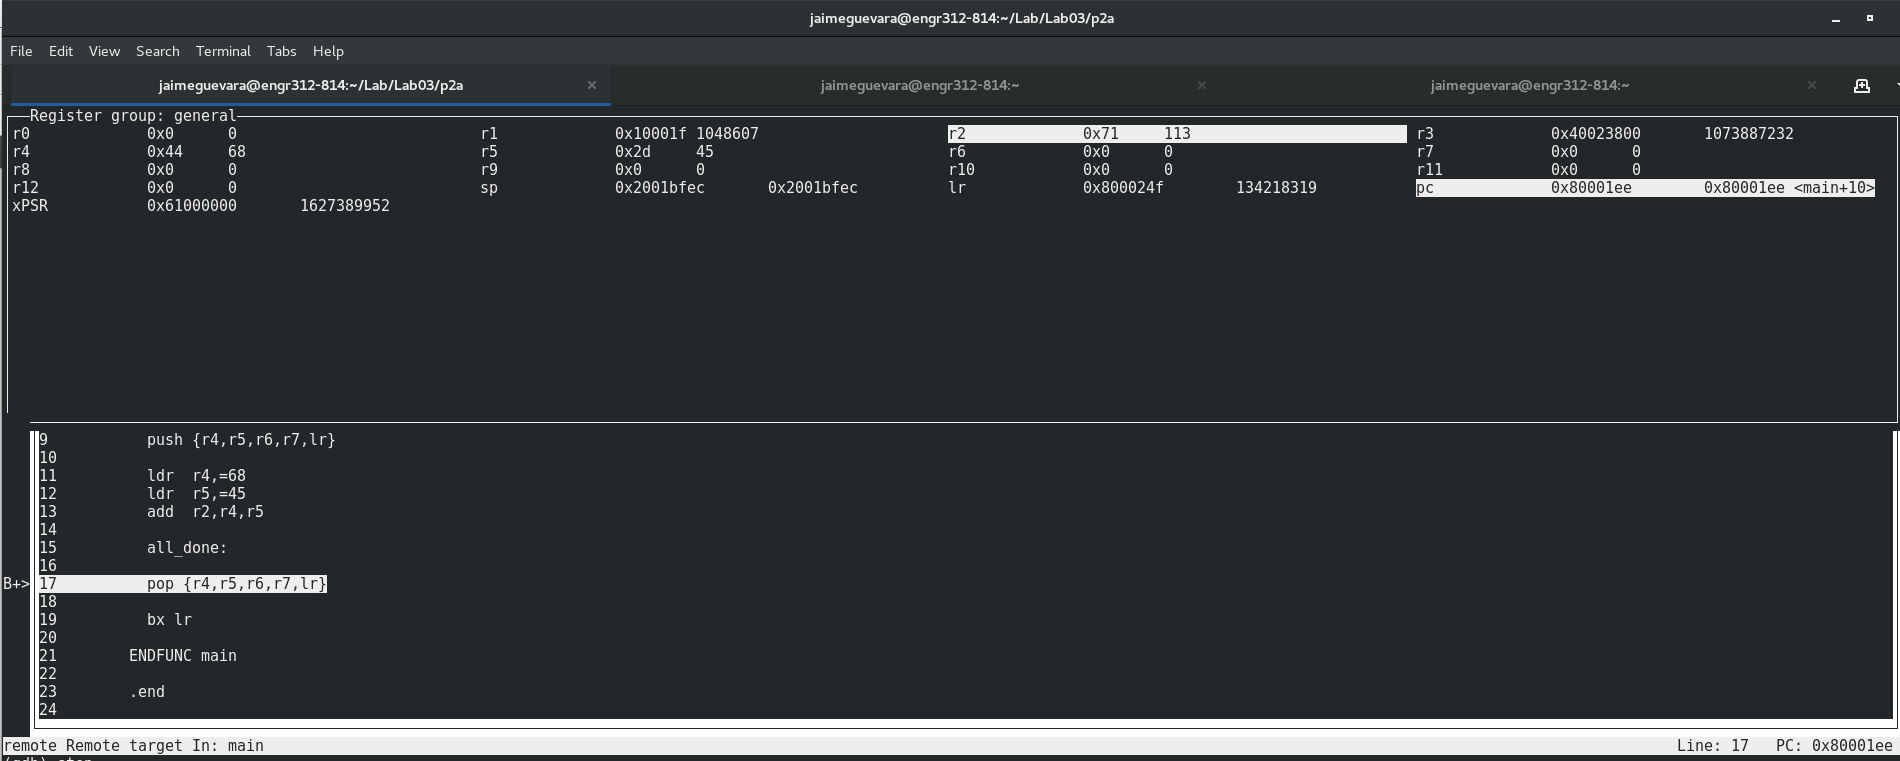 jaimeguevara@engr312-814:~/Lab/Lab03/p2a
File Edit View Search Terminal Tabs Help
jaimeguevara@engr312-814:~/Lab/Lab03/p2a × jaimeguevara@engr312-814:~ × jaimeguevara@engr312-814:~ ×
Register group: general
r0 0x0 0 r1 0x10001f 1048607 r2 0x71 113 r3 0x40023800 1073887232
r4 0x44 68 r5 0x2d 45 r6 0x0 0 r7 0x0 0
r8 0x0 0 r9 0x0 0 r10 0x0 0 r11 0x0 0
r12 0x0 0 sp 0x2001bfec 0x2001bfec lr 0x800024f 134218319 pc 0x80001ee 0x80001ee <main+10>
xPSR 0x61000000 1627389952
9 push {r4,r5,r6,r7,lr}
10
11 ldr r4,=68
12 ldr r5,=45
13 add r2,r4,r5
14
15 all_done:
16
B+> 17 pop {r4,r5,r6,r7,lr}
18
19 bx lr
20
21 ENDFUNC main
22
23 .end
24
remote Remote target In: main Line: 17 PC: 0x80001ee
(gdb) step